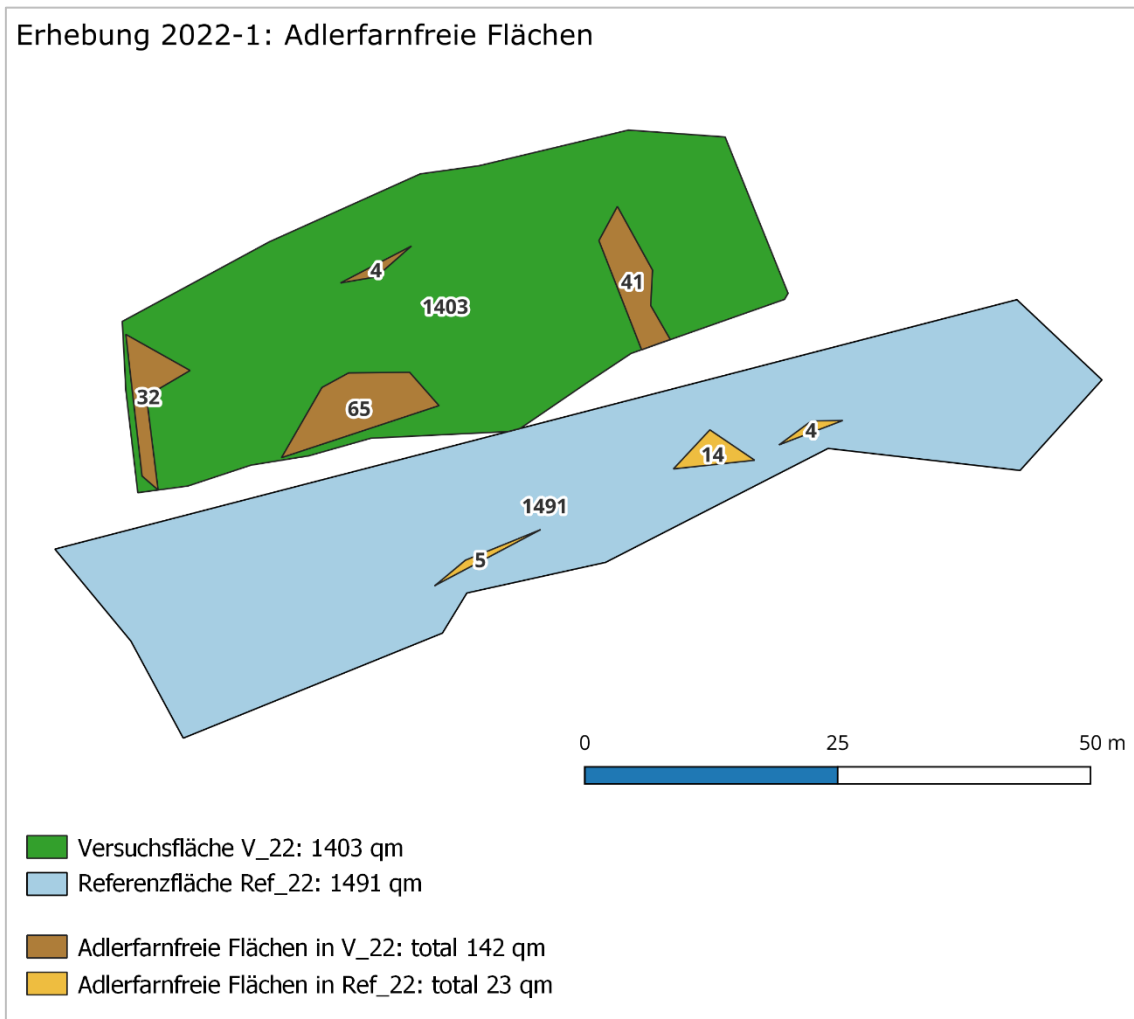 Erhebung 2022-1: Adlerfarnfreie Flächen
4
41
1403
32
65
4
14
1491
5
0 25 50 m
Versuchsfläche V_22: 1403 qm
Referenzfläche Ref_22: 1491 qm
Adlerfarnfreie Flächen in V_22: total 142 qm
Adlerfarnfreie Flächen in Ref_22: total 23 qm